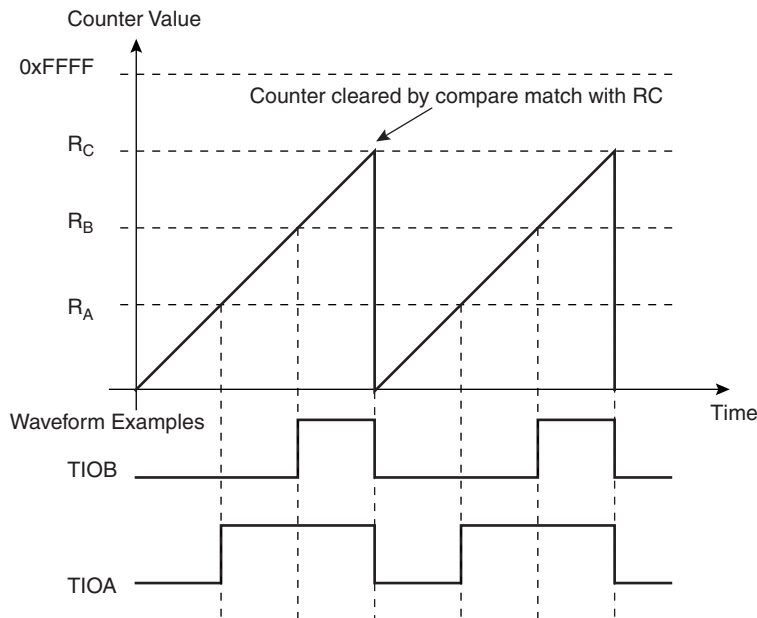 Counter Value
0xFFFF
Counter cleared by compare match with RC
RC
RB
RA
Time
Waveform Examples
TIOB
TIOA